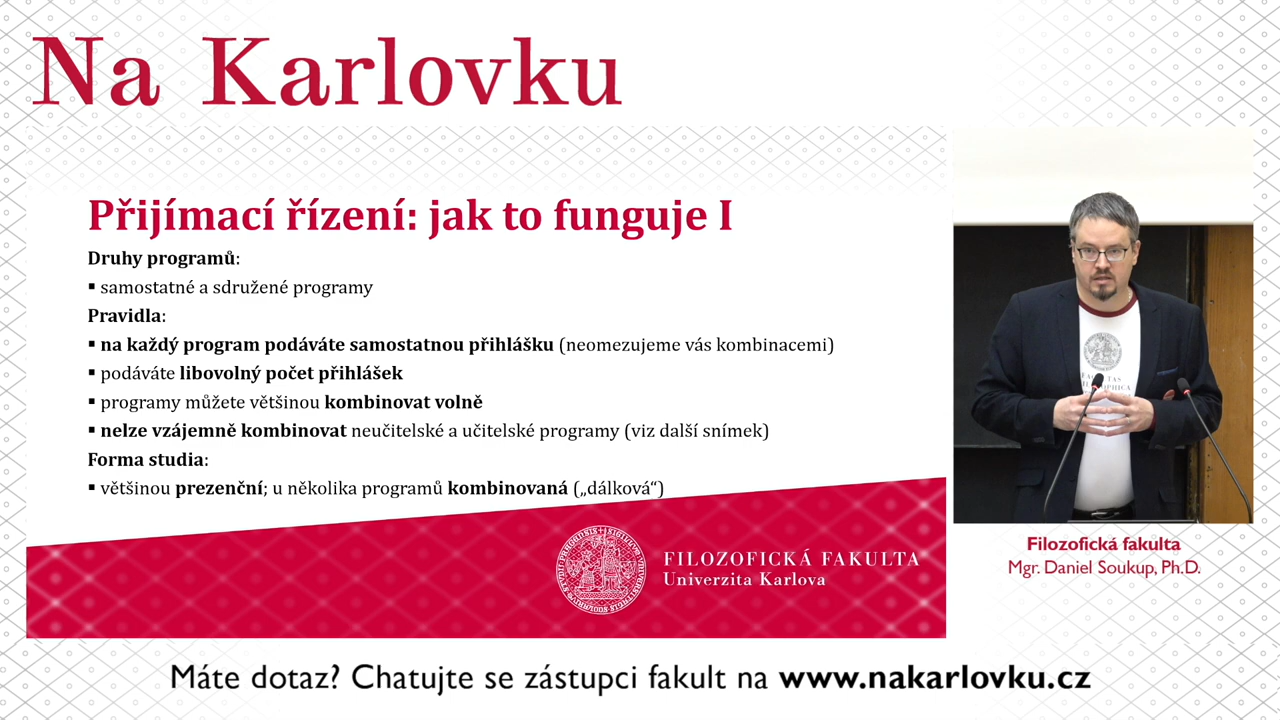 Na Karlovku
Přijímací řízení: jak to funguje I
Druhy programů:
▪ samostatné a sdružené programy
Pravidla:
▪ na každý program podáváte samostatnou přihlášku (neomezujeme vás kombinacemi)
▪ podáváte libovolný počet přihlášek
▪ programy můžete většinou kombinovat volně
▪ nelze vzájemně kombinovat neučitelské a učitelské programy (viz další snímek)
Forma studia:
▪ většinou prezenční; u několika programů kombinovaná („dálková“)
FILOZOFICKÁ FAKULTA
Univerzita Karlova
Filozofická fakulta
Mgr. Daniel Soukup, Ph.D.
Máte dotaz? Chatujte se zástupci fakult na www.nakarlovku.cz